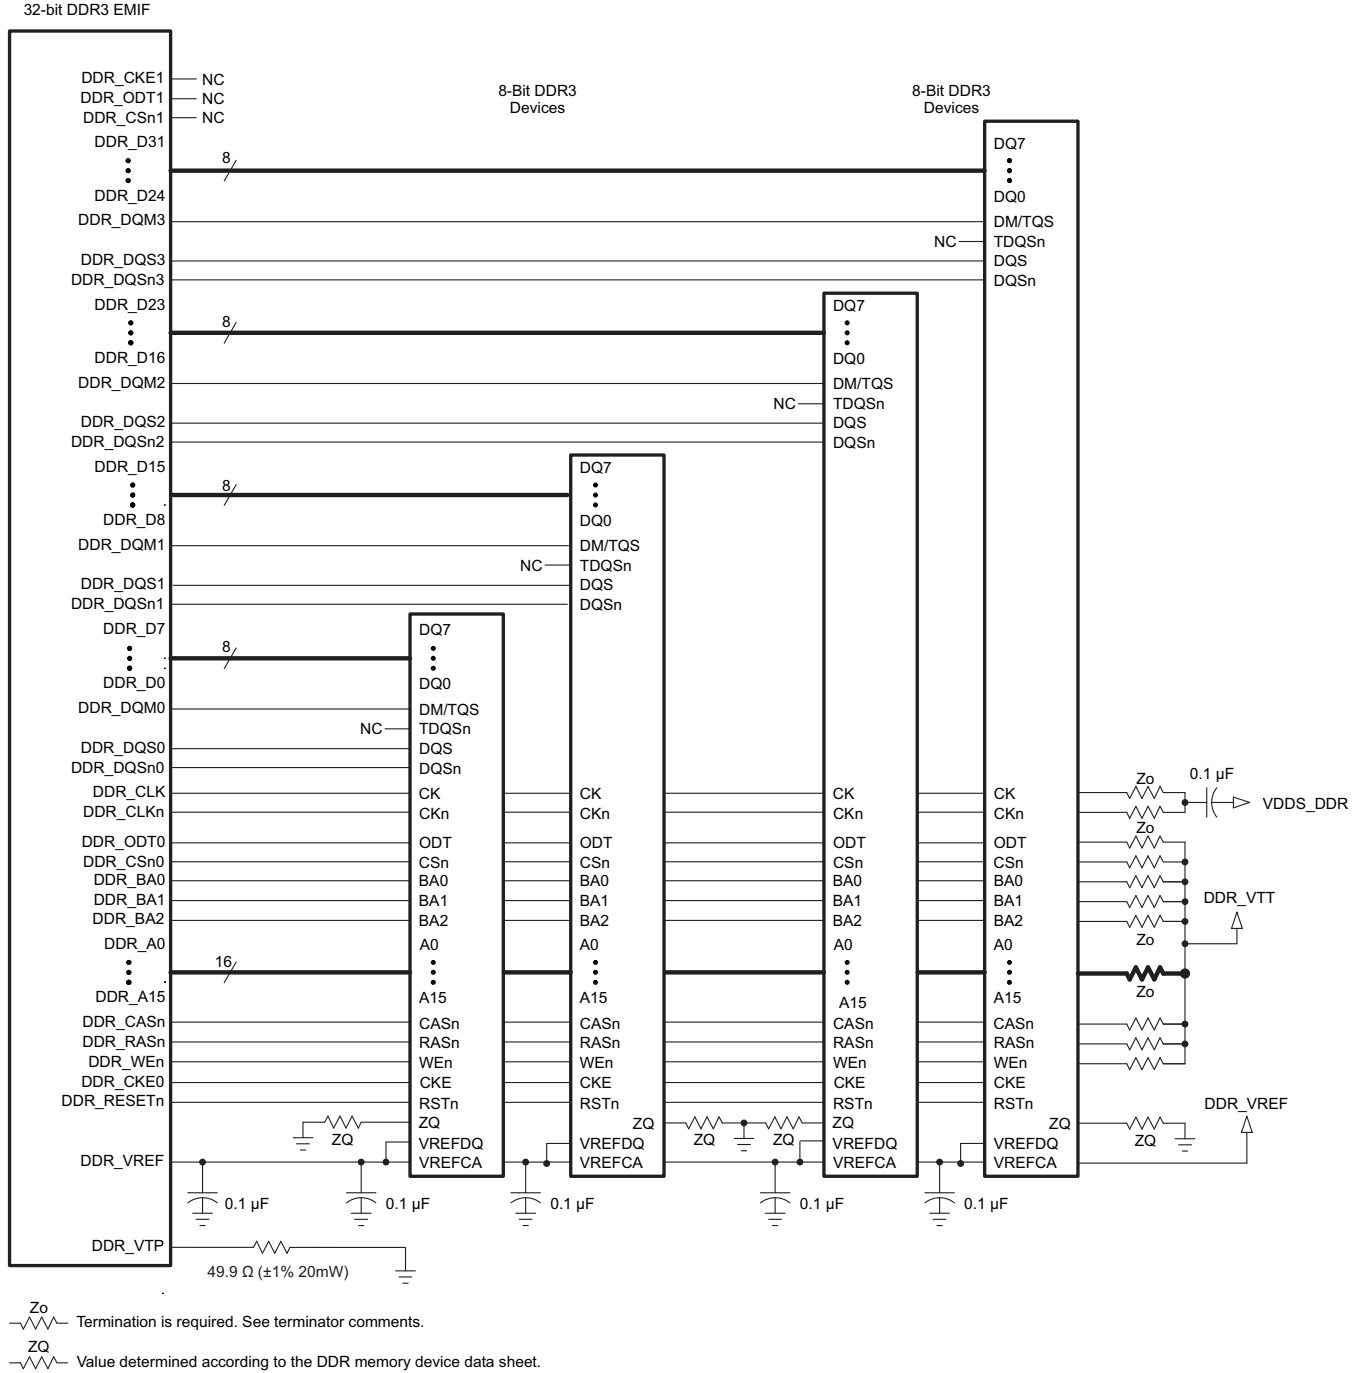 32-bit DDR3 EMIF
DDR_CKE1 NC
DDR_ODT1 NC
DDR_CSn1 NC
8-Bit DDR3
Devices
8-Bit DDR3
Devices
DDR_D31 DQ7
8
DDR_D24 DQ0
DDR_DQM3 DM/TQS
NC TDQSn
DDR_DQS3 DQS
DDR_DQSn3 DQSn
DDR_D23 DQ7
8
DDR_D16 DQ0
DDR_DQM2 DM/TQS
NC TDQSn
DDR_DQS2 DQS
DDR_DQSn2 DQSn
DDR_D15 DQ7
8
DDR_D8 DQ0
DDR_DQM1 DM/TQS
NC TDQSn
DDR_DQS1 DQS
DDR_DQSn1 DQSn
DDR_D7 DQ7
8
DDR_D0 DQ0
DDR_DQM0 DM/TQS
NC TDQSn
DDR_DQS0 DQS
DDR_DQSn0 DQSn
Zo 0.1 µF
DDR_CLK CK CK CK CK
VDDS_DDR
DDR_CLKn CKn CKn CKn CKn
Zo
DDR_ODT0 ODT ODT ODT ODT
DDR_CSn0 CSn CSn CSn CSn
DDR_BA0 BA0 BA0 BA0 BA0
DDR_BA1 BA1 BA1 BA1 BA1 DDR_VTT
DDR_BA2 BA2 BA2 BA2 BA2
Zo
DDR_A0 A0 A0 A0 A0
16
Zo
DDR_A15 A15 A15 A15 A15
DDR_CASn CASn CASn CASn CASn
DDR_RASn RASn RASn RASn RASn
DDR_WEn WEn WEn WEn WEn
DDR_CKE0 CKE CKE CKE CKE
DDR_RESETn RSTn RSTn RSTn RSTn DDR_VREF
ZQ ZQ ZQ ZQ
ZQ ZQ ZQ ZQ
VREFDQ VREFDQ VREFDQ VREFDQ
DDR_VREF VREFCA VREFCA VREFCA VREFCA
0.1 µF 0.1 µF 0.1 µF 0.1 µF 0.1 µF
DDR_VTP
49.9 Ω (±1% 20mW)
Zo
Termination is required. See terminator comments.
ZQ
Value determined according to the DDR memory device data sheet.